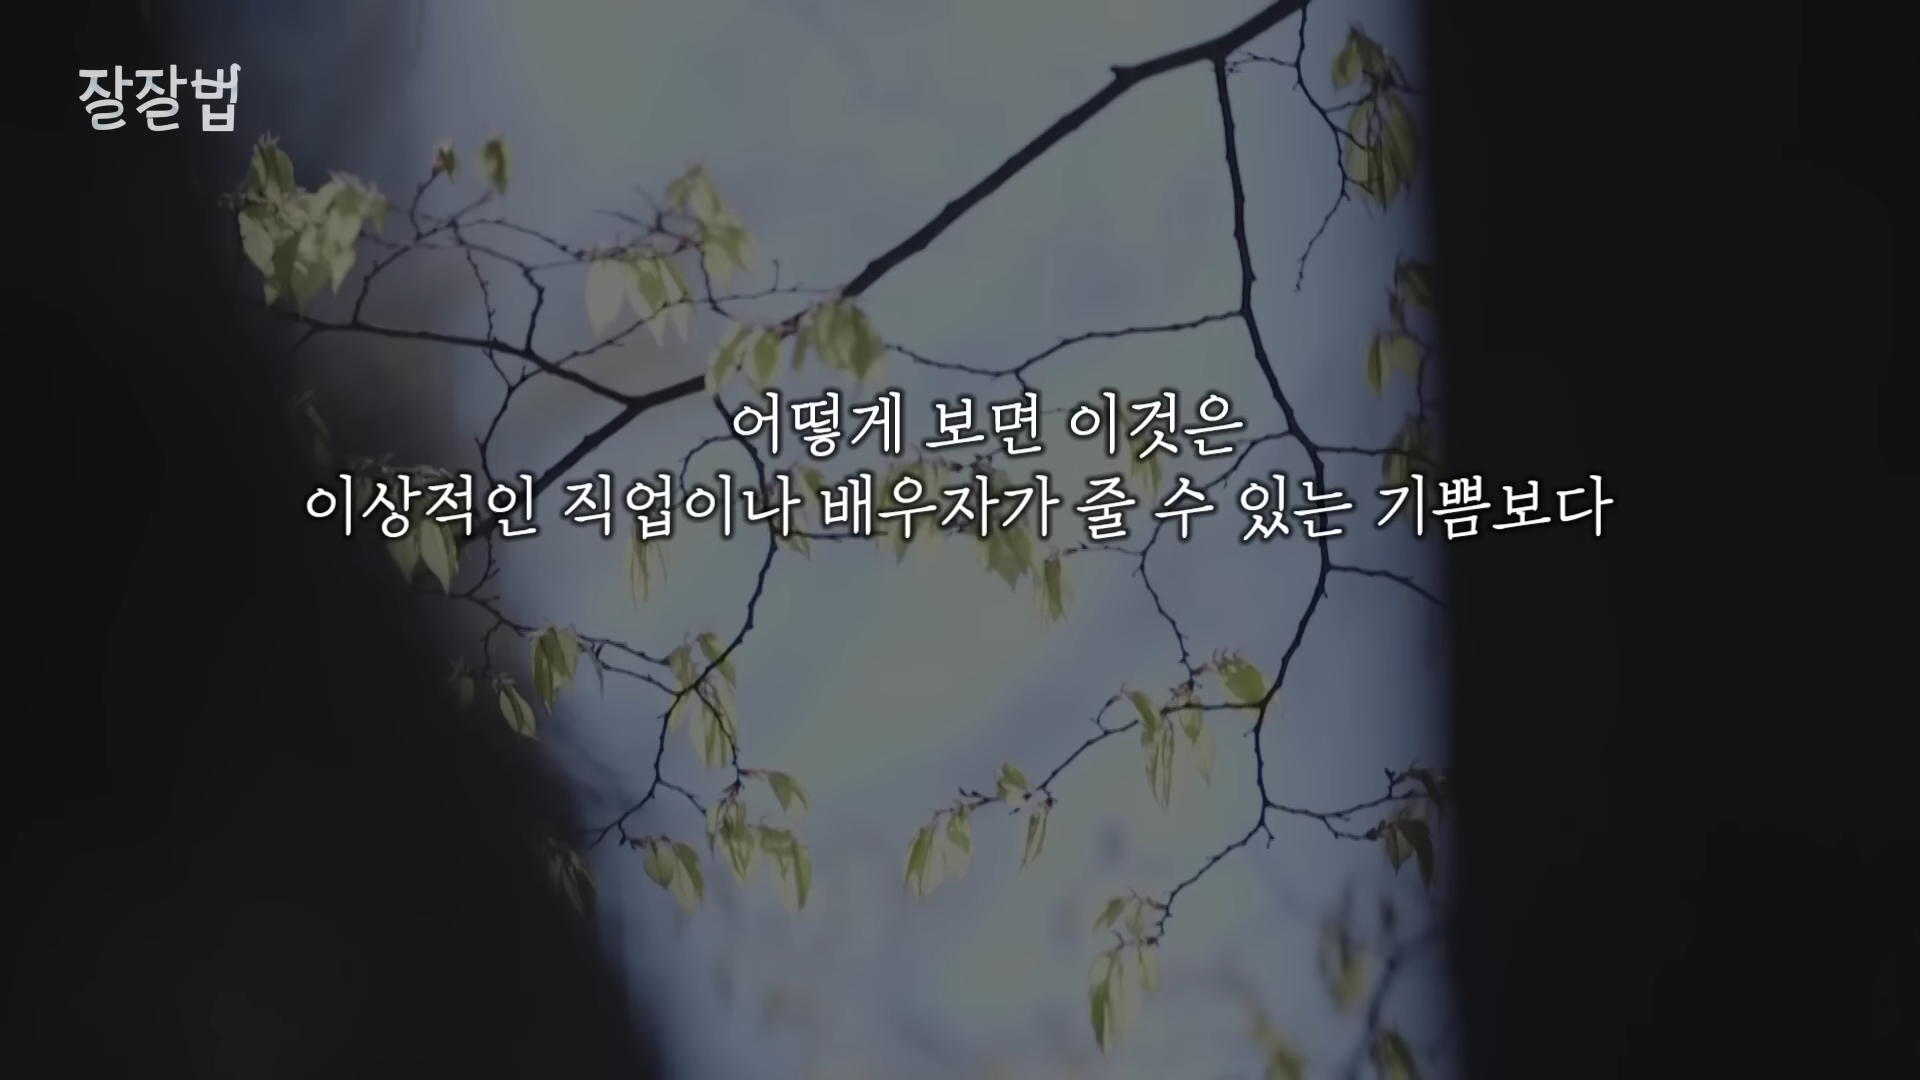 잘잘법
어떻게 보면 이것은
이상적인 직업이나 배우자가 줄 수 있는 기쁨보다